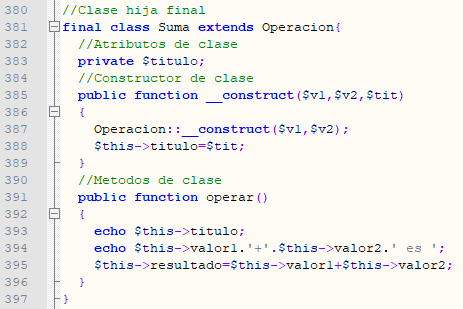 380 //Clase hija final
381 final class Suma extends Operacion{
382 //Atributos de clase
383 private $titulo;
384 //Constructor de clase
385 public function __construct($v1,$v2,$tit)
386 {
387 Operacion::__construct($v1,$v2);
388 $this->titulo=$tit;
389 }
390 //Metodos de clase
391 public function operar()
392 {
393 echo $this->titulo;
394 echo $this->valor1.'+'.$this->valor2.' es ';
395 $this->resultado=$this->valor1+$this->valor2;
396 }
397 }